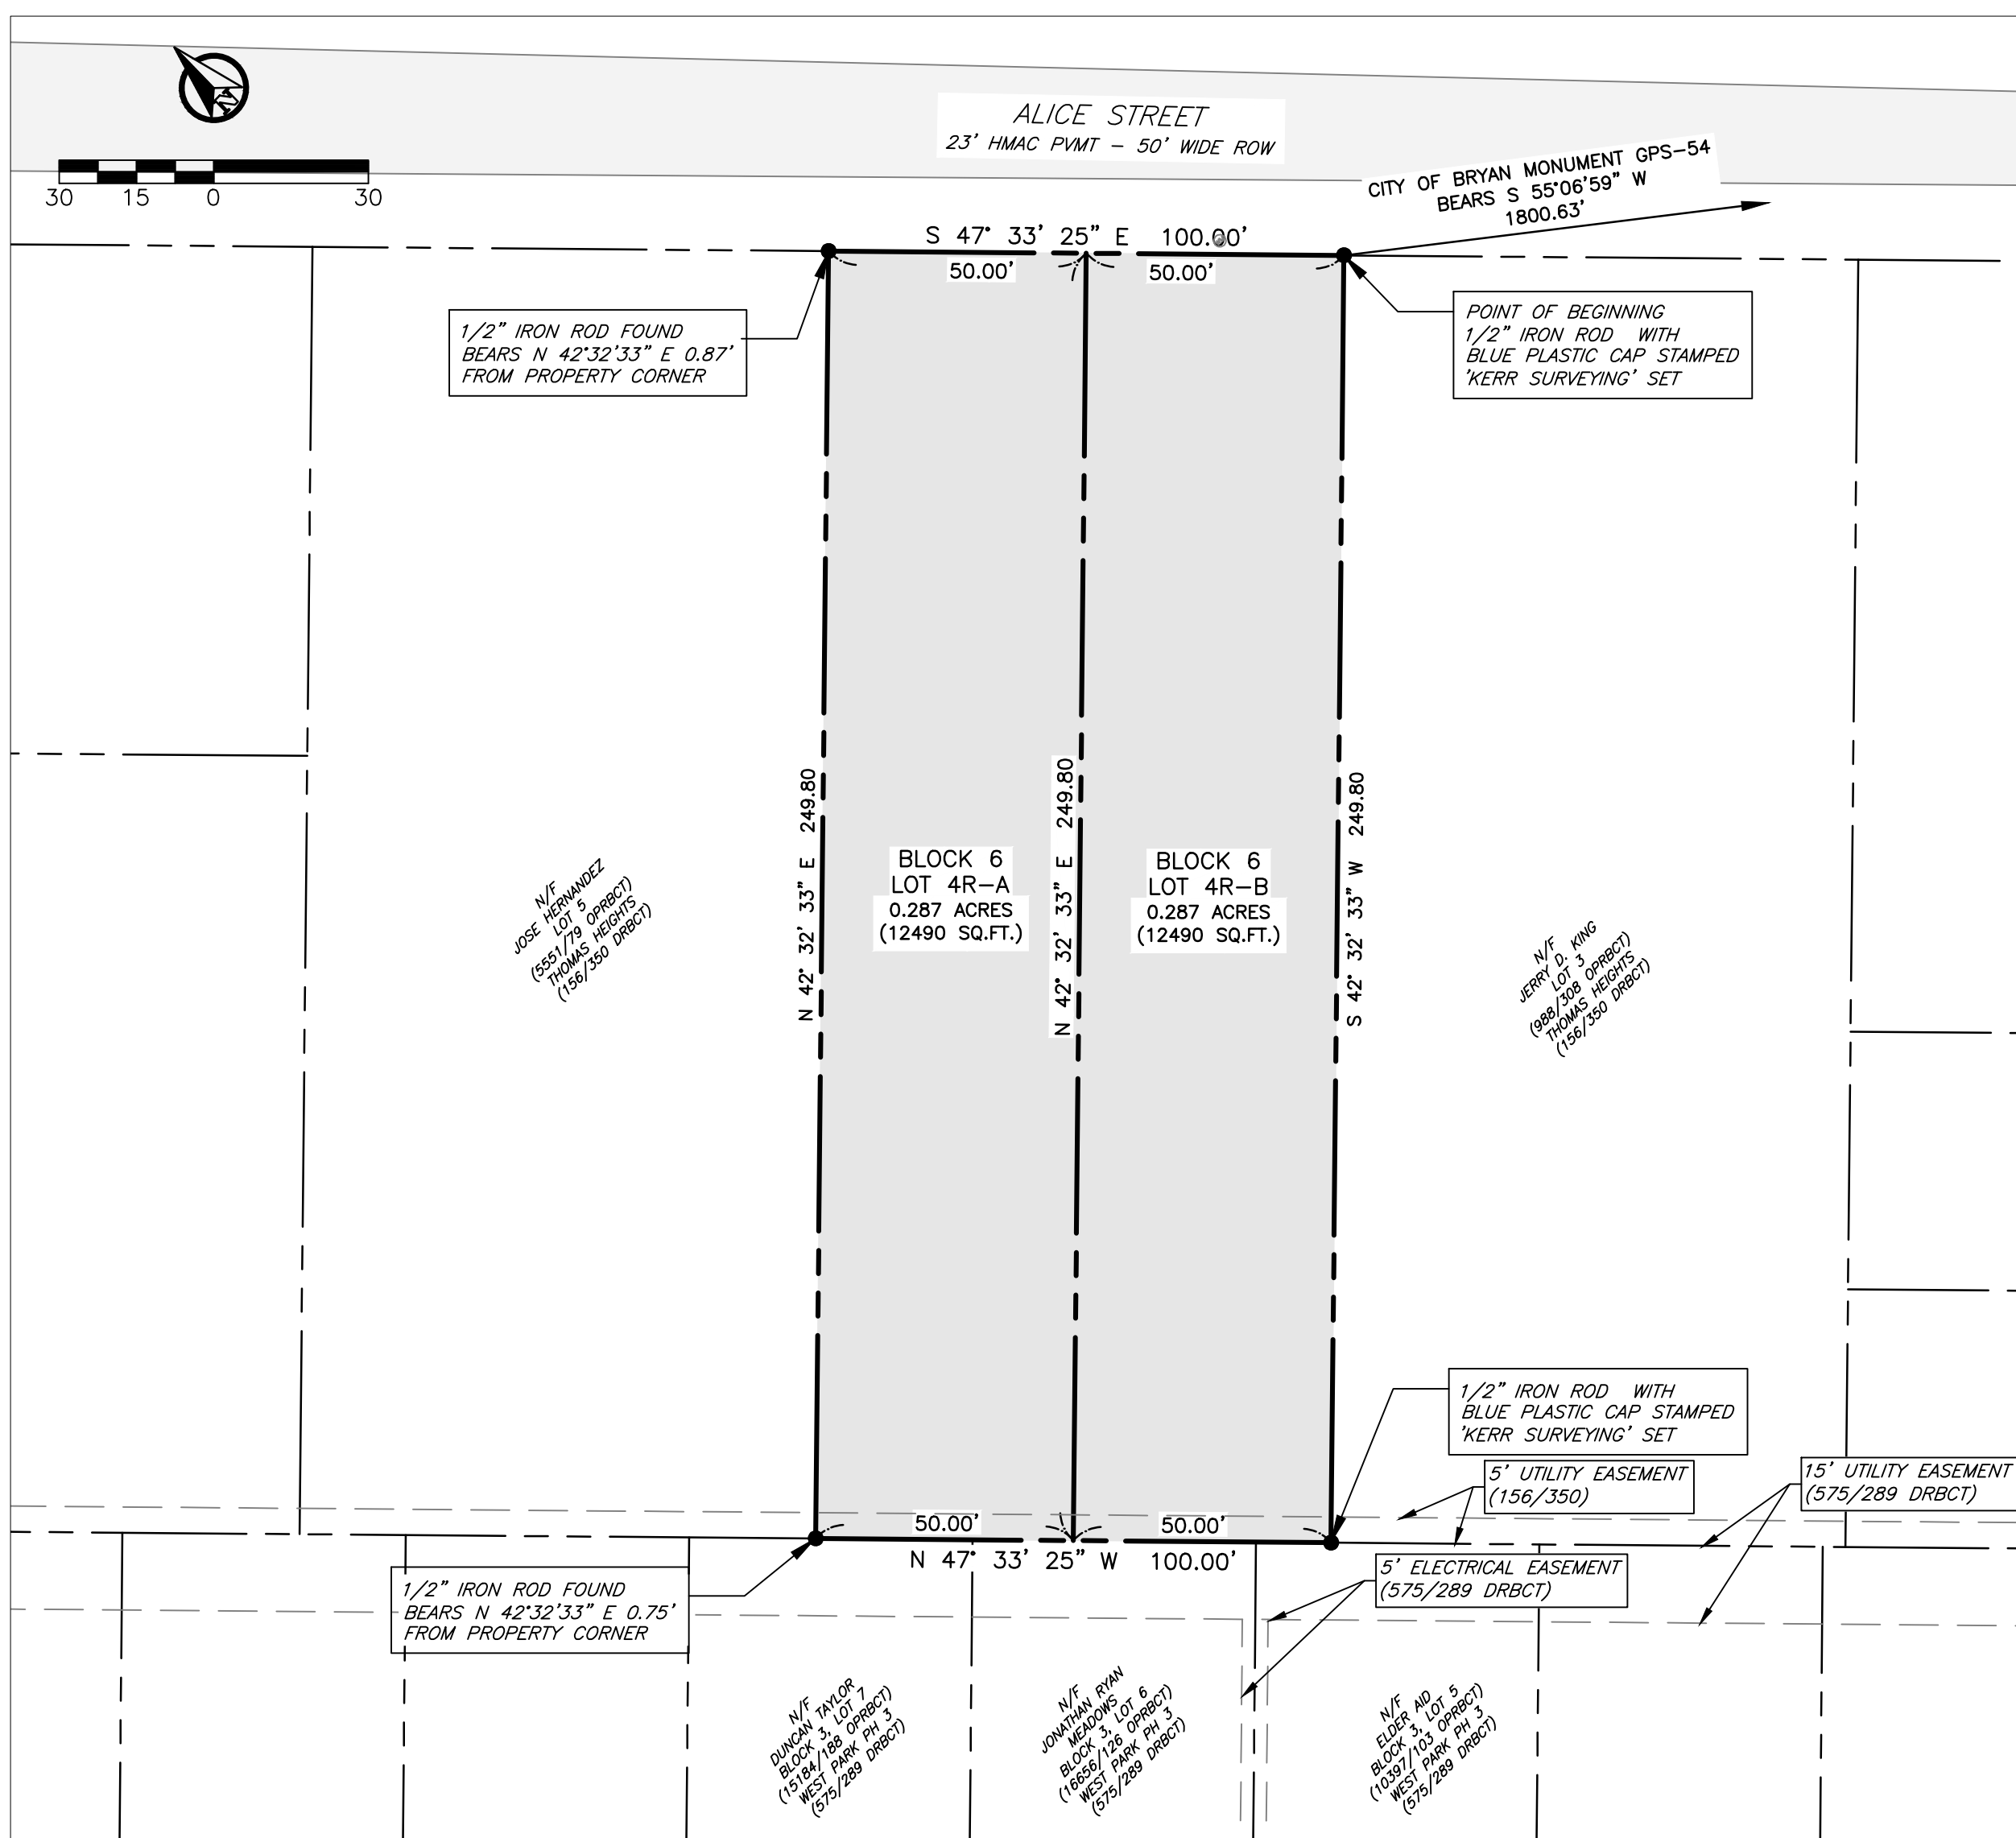 ALICE STREET
23' HMAC PVMT – 50' WIDE ROW
N
30 15 0 30
CITY OF BRYAN MONUMENT GPS–54
BEARS S 55°06'59" W
1800.63'
S 47° 33' 25" E 100.00'
50.00'
50.00'
1/2" IRON ROD FOUND
BEARS N 42°32'33" E 0.87'
FROM PROPERTY CORNER
POINT OF BEGINNING
1/2" IRON ROD WITH
BLUE PLASTIC CAP STAMPED
'KERR SURVEYING' SET
N 42° 32' 33" E 249.80
N 42° 32' 33" E 249.80
S 42° 32' 33" W 249.80
BLOCK 6
LOT 4R–A
0.287 ACRES
(12490 SQ.FT.)
BLOCK 6
LOT 4R–B
0.287 ACRES
(12490 SQ.FT.)
N/F
JOSE HERNANDEZ
LOT 5
(5551/79 OPRBCT)
THOMAS HEIGHTS
(156/350 DRBCT)
N/F
JERRY D. KING
LOT 3
(988/308 OPRBCT)
THOMAS HEIGHTS
(156/350 DRBCT)
1/2" IRON ROD WITH
BLUE PLASTIC CAP STAMPED
'KERR SURVEYING' SET
5' UTILITY EASEMENT
(156/350)
15' UTILITY EASEMENT
(575/289 DRBCT)
50.00'
50.00'
N 47° 33' 25" W 100.00'
5' ELECTRICAL EASEMENT
(575/289 DRBCT)
1/2" IRON ROD FOUND
BEARS N 42°32'33" E 0.75'
FROM PROPERTY CORNER
N/F
DUNCAN TAYLOR
BLOCK 3, LOT 7
(15184/188 OPRBCT)
WEST PARK PH 3
(575/289 DRBCT)
N/F
JONATHAN RYAN
MEADOWS
BLOCK 3, LOT 6
(16656/126 OPRBCT)
WEST PARK PH 3
(575/289 DRBCT)
N/F
ELDER AID
BLOCK 3, LOT 5
(10397/103 OPRBCT)
WEST PARK PH 3
(575/289 DRBCT)